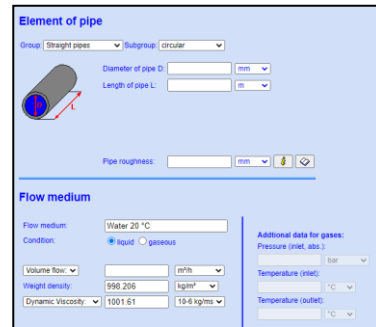 Element of pipe
Group: Straight pipes Subgroup: circular
Diameter of pipe D: mm
Length of pipe L: m
D
L
Pipe roughness: mm
Flow medium
Flow medium: Water 20 °C
Condition: liquid gaseous
Volume flow: m³/h
Weight density: 998.206 kg/m³
Dynamic Viscosity: 1001.61 10-6 kg/ms
Addtional data for gases:
Pressure (inlet, abs.):
bar
Temperature (inlet):
°C
Temperature (outlet):
°C